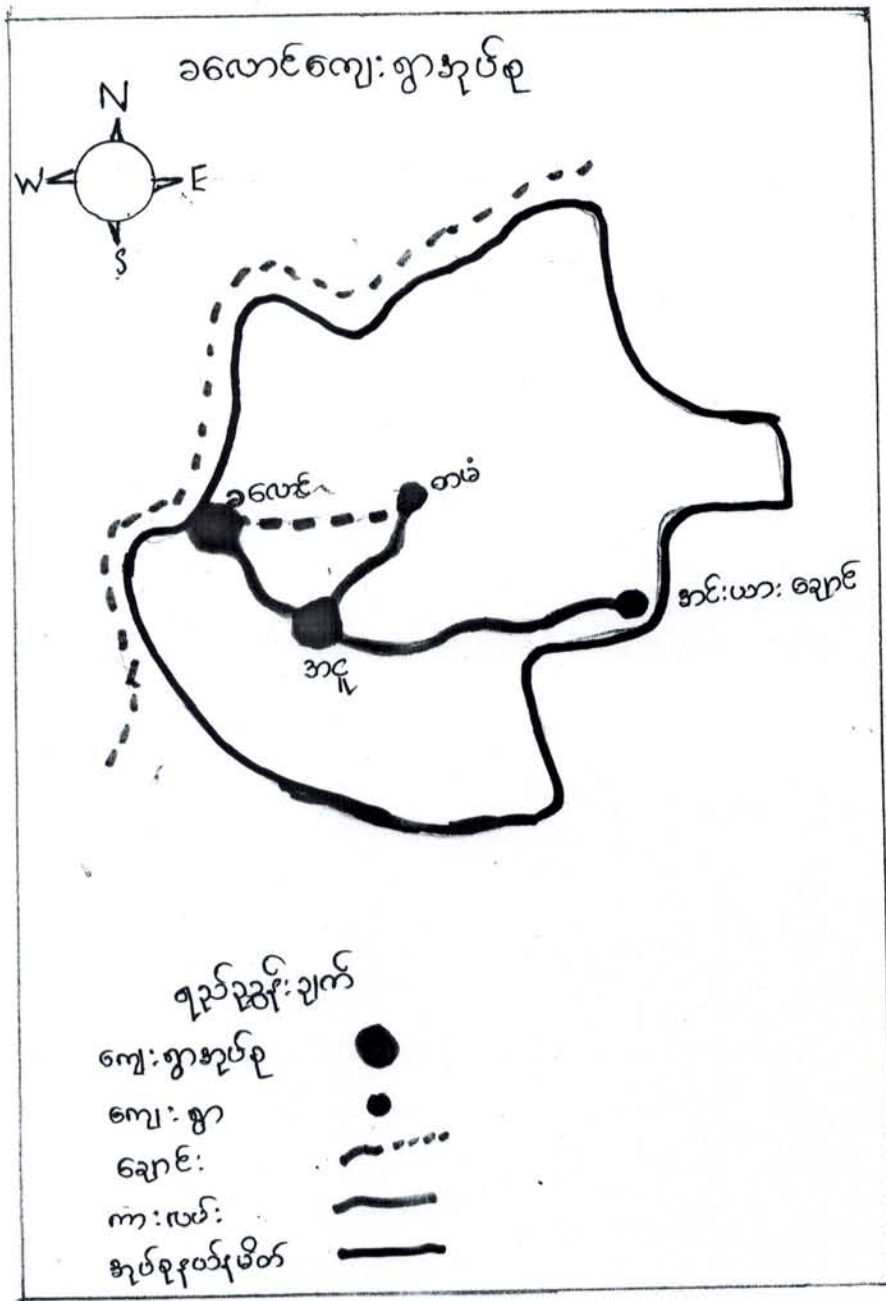 ခလောင်ကျေးရွာအုပ်စု
N
W E
S
ခလောင်း
တမံ
အင်းယားချောင်
အငူ
ရည်ညွှန်းချက်
ကျေးရွာအုပ်စု
ကျေးရွာ
ချောင်း
ကားလမ်း
အုပ်စုနယ်နမိတ်